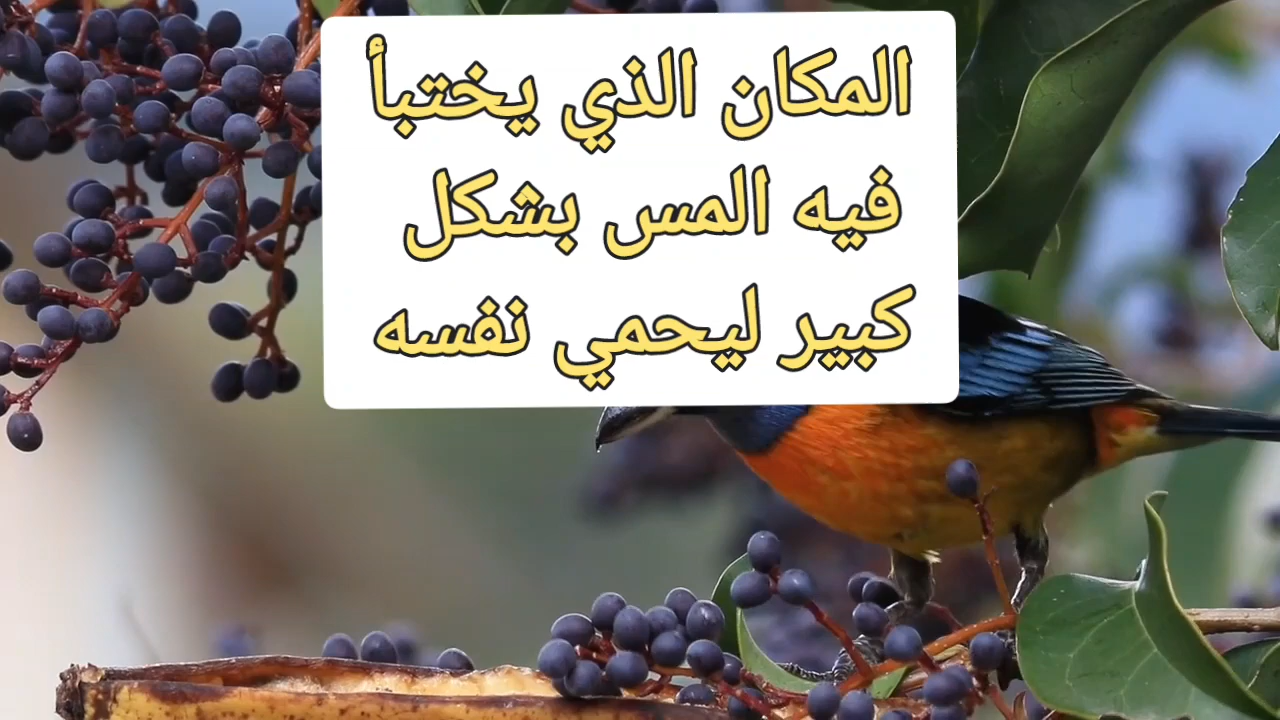 المكان الذي يختبأ
فيه المس بشكل
كبير ليحمي نفسه